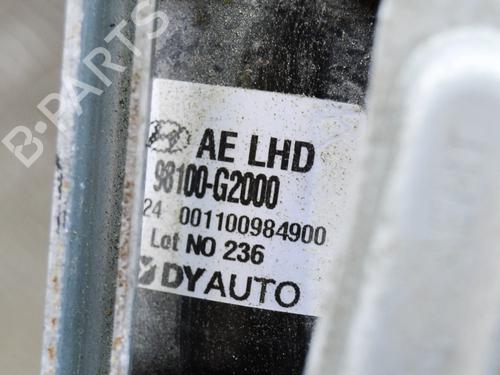 B-PARTS
AE LHD
98100-G2000
24 001100984900
Lot NO 236
DYAUTO